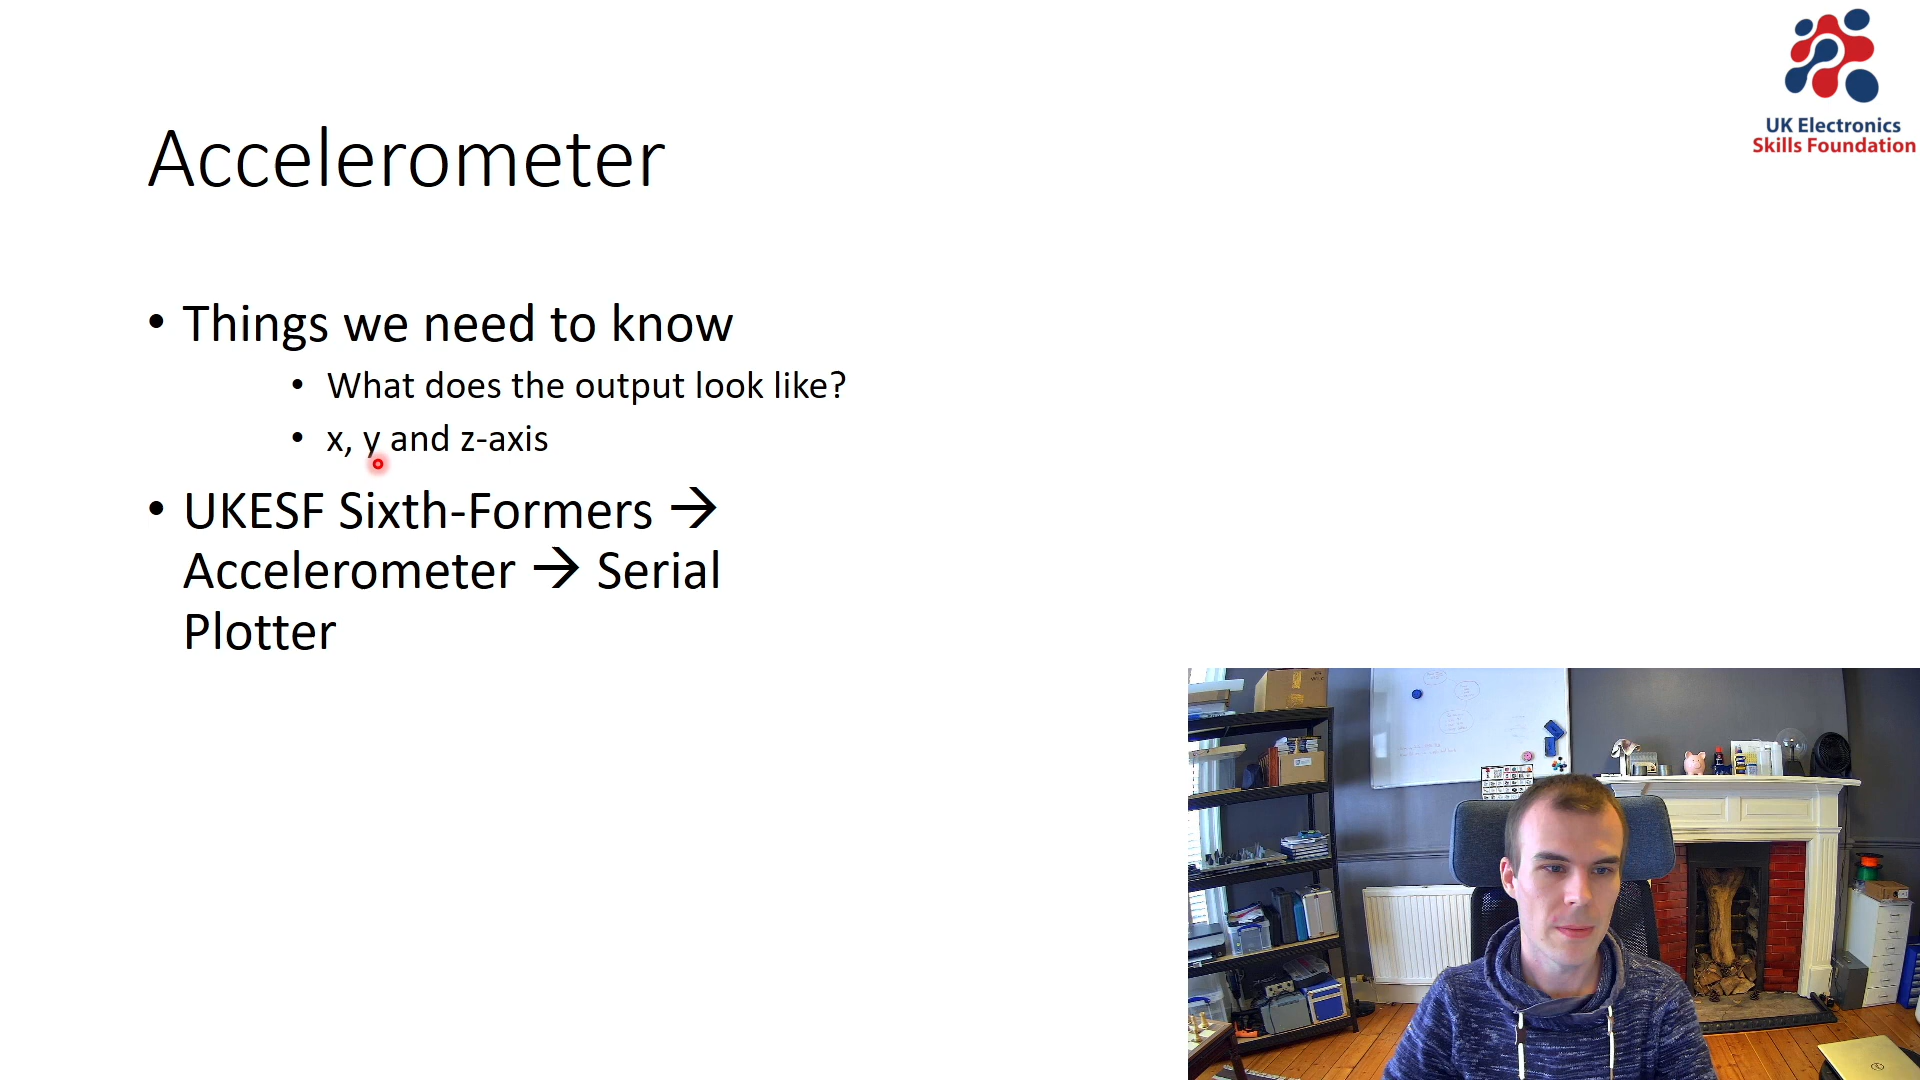 UK Electronics
Skills Foundation
Accelerometer
• Things we need to know
• What does the output look like?
• x, y and z-axis
• UKESF Sixth-Formers →
Accelerometer → Serial
Plotter